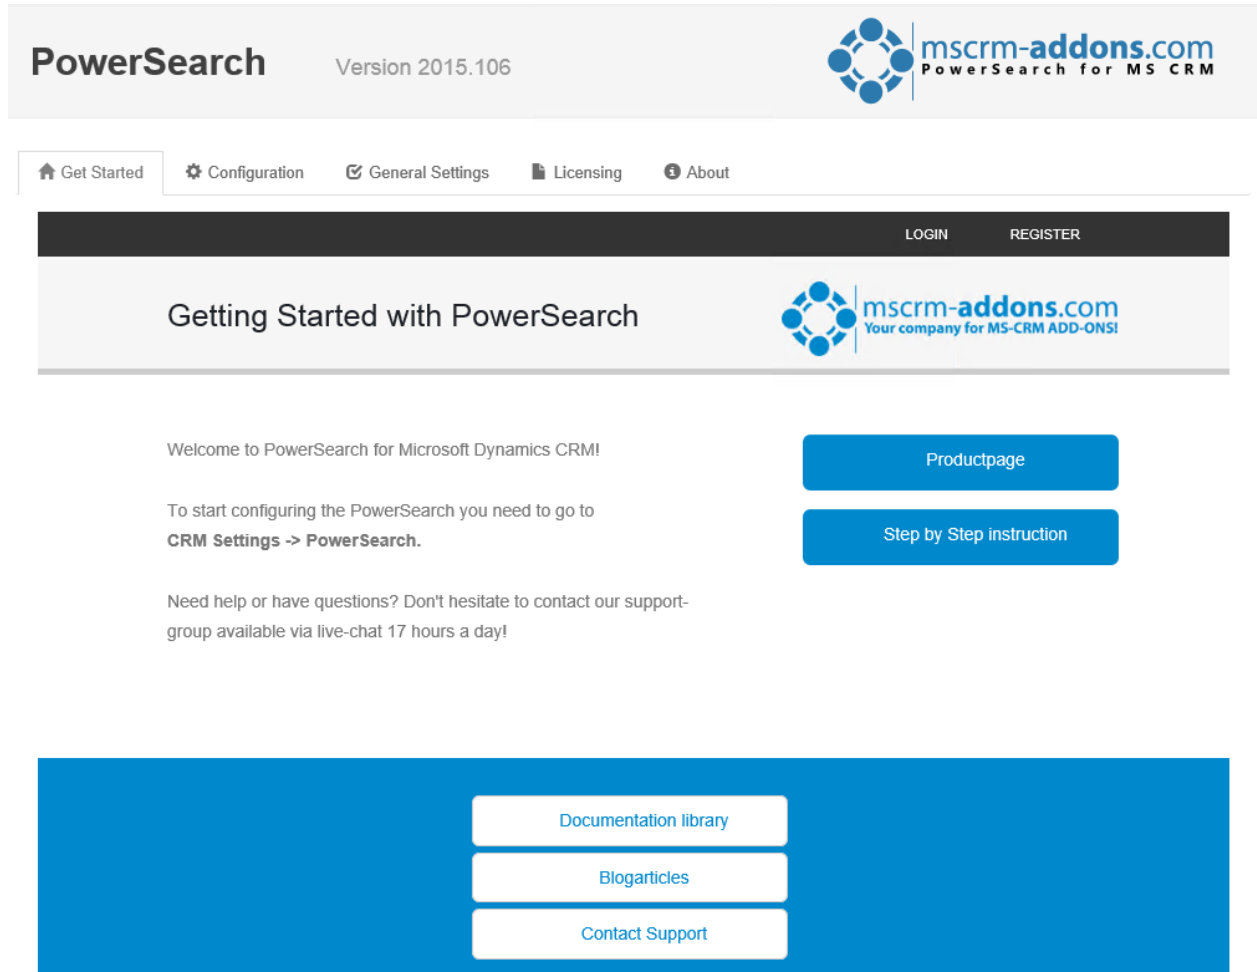 PowerSearch Version 2015.106
mscrm-addons.com
PowerSearch for MS CRM
Get Started Configuration General Settings Licensing About
LOGIN REGISTER
Getting Started with PowerSearch
mscrm-addons.com
Your company for MS-CRM ADD-ONS!
Welcome to PowerSearch for Microsoft Dynamics CRM!
To start configuring the PowerSearch you need to go to
CRM Settings -> PowerSearch.
Need help or have questions? Don't hesitate to contact our support-
group available via live-chat 17 hours a day!
Productpage
Step by Step instruction
Documentation library
Blogarticles
Contact Support